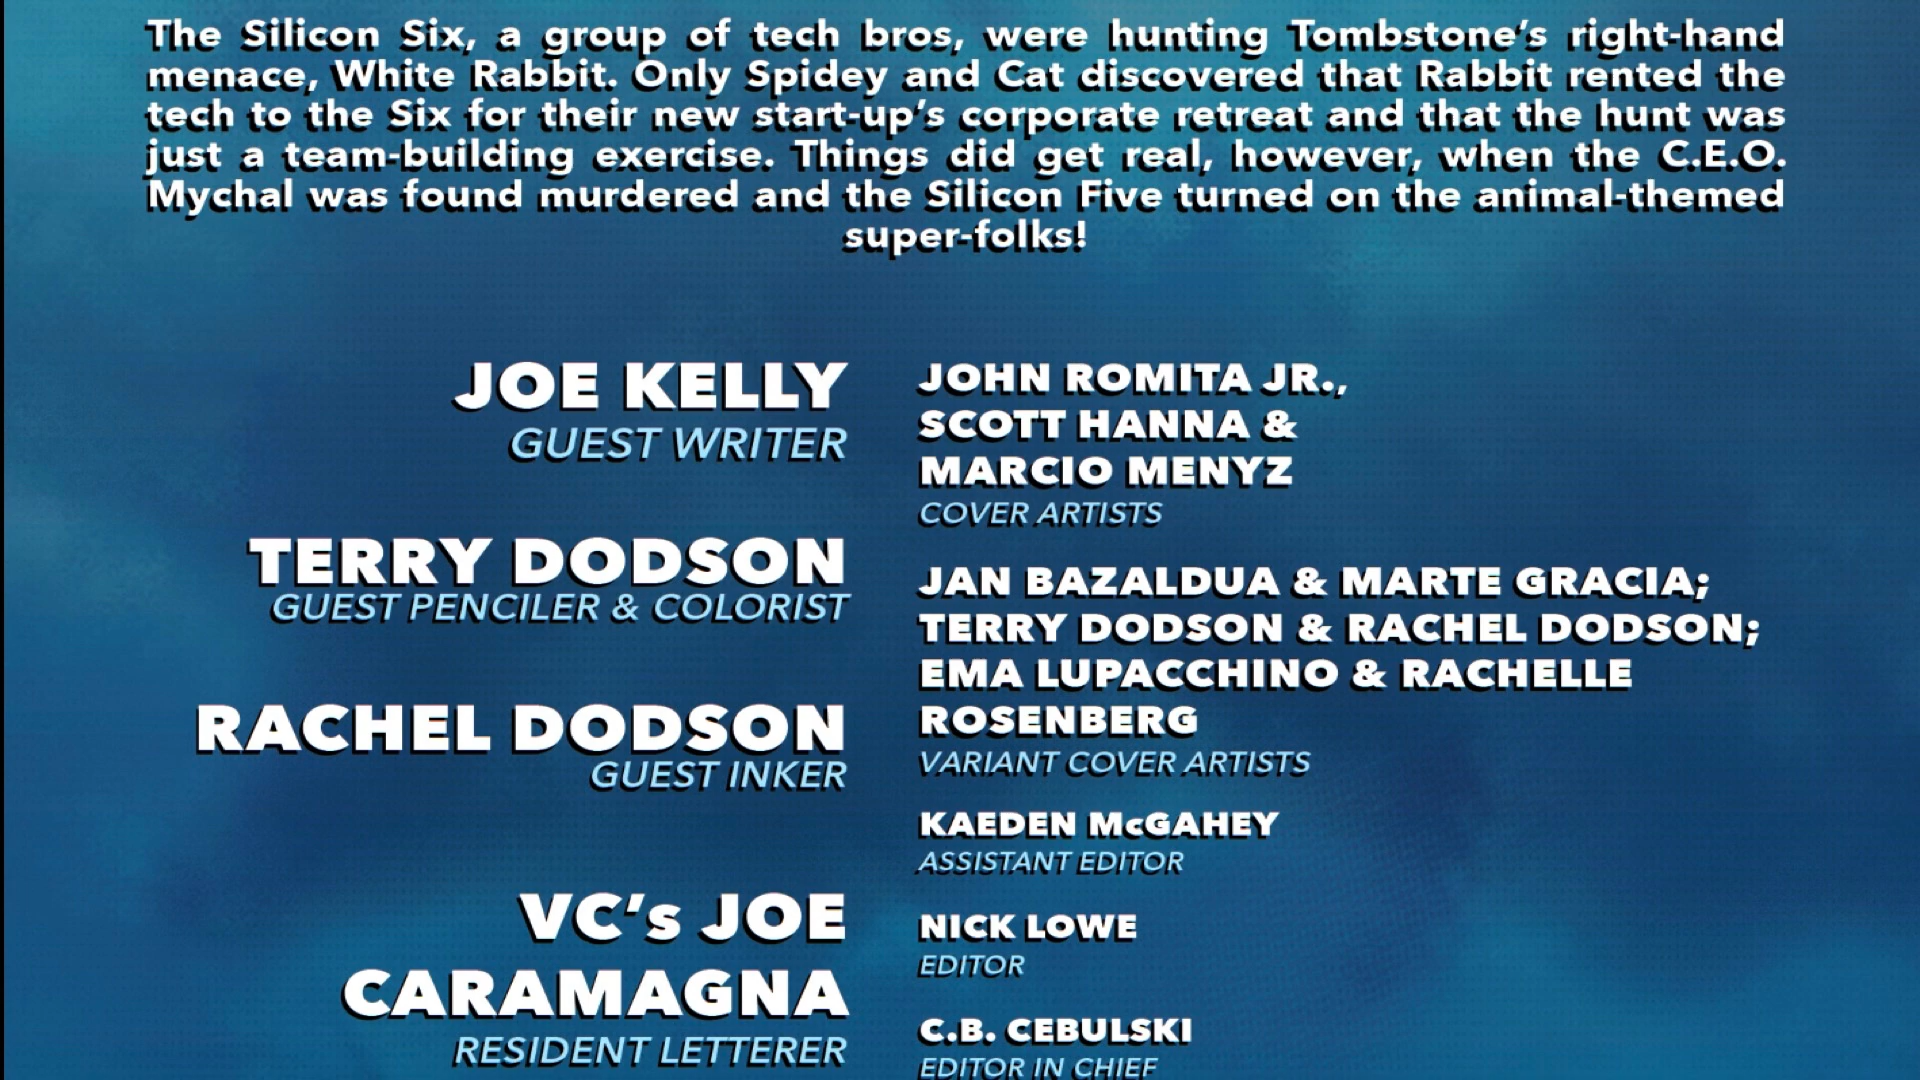 The Silicon Six, a group of tech bros, were hunting Tombstone’s right-hand
menace, White Rabbit. Only Spidey and Cat discovered that Rabbit rented the
tech to the Six for their new start-up’s corporate retreat and that the hunt was
just a team-building exercise. Things did get real, however, when the C.E.O.
Mychal was found murdered and the Silicon Five turned on the animal-themed
super-folks!
JOE KELLY
GUEST WRITER
TERRY DODSON
GUEST PENCILER & COLORIST
RACHEL DODSON
GUEST INKER
VC’s JOE
CARAMAGNA
RESIDENT LETTERER
JOHN ROMITA JR.,
SCOTT HANNA &
MARCIO MENYZ
COVER ARTISTS
JAN BAZALDUA & MARTE GRACIA;
TERRY DODSON & RACHEL DODSON;
EMA LUPACCHINO & RACHELLE
ROSENBERG
VARIANT COVER ARTISTS
KAEDEN McGAHEY
ASSISTANT EDITOR
NICK LOWE
EDITOR
C.B. CEBULSKI
EDITOR IN CHIEF